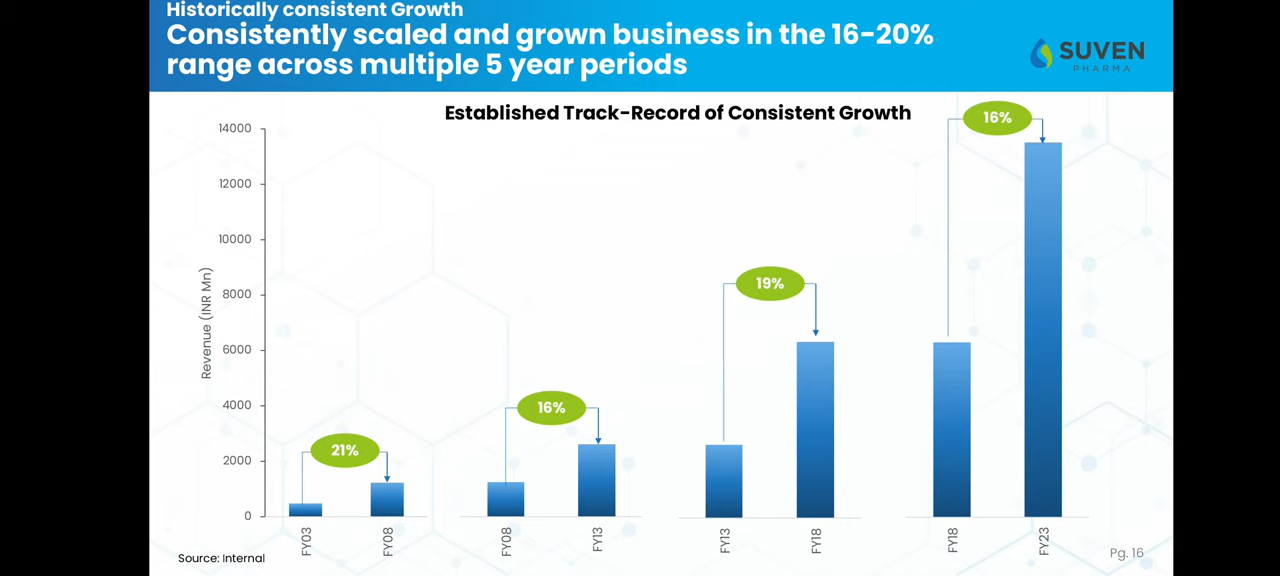 Historically consistent Growth
Consistently scaled and grown business in the 16-20%
range across multiple 5 year periods
SUVEN
PHARMA
Established Track-Record of Consistent Growth
Revenue (INR Mn)
14000
12000
10000
8000
6000
4000
2000
0
21%
16%
19%
16%
FY03
FY08
FY08
FY13
FY13
FY18
FY18
FY23
Source: Internal
Pg. 16